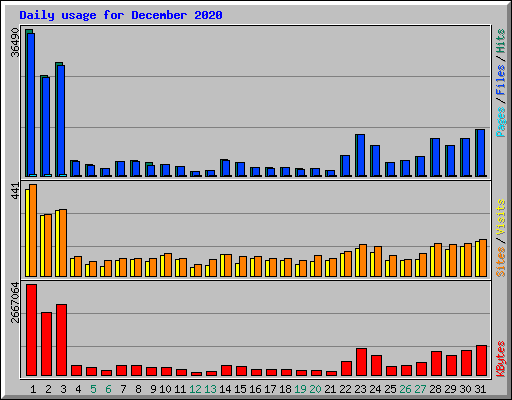 Daily usage for December 2020
36490
Pages / Files / Hits
441
Sites / Visits
2667064
KBytes
1 2 3 4 5 6 7 8 9 10 11 12 13 14 15 16 17 18 19 20 21 22 23 24 25 26 27 28 29 30 31